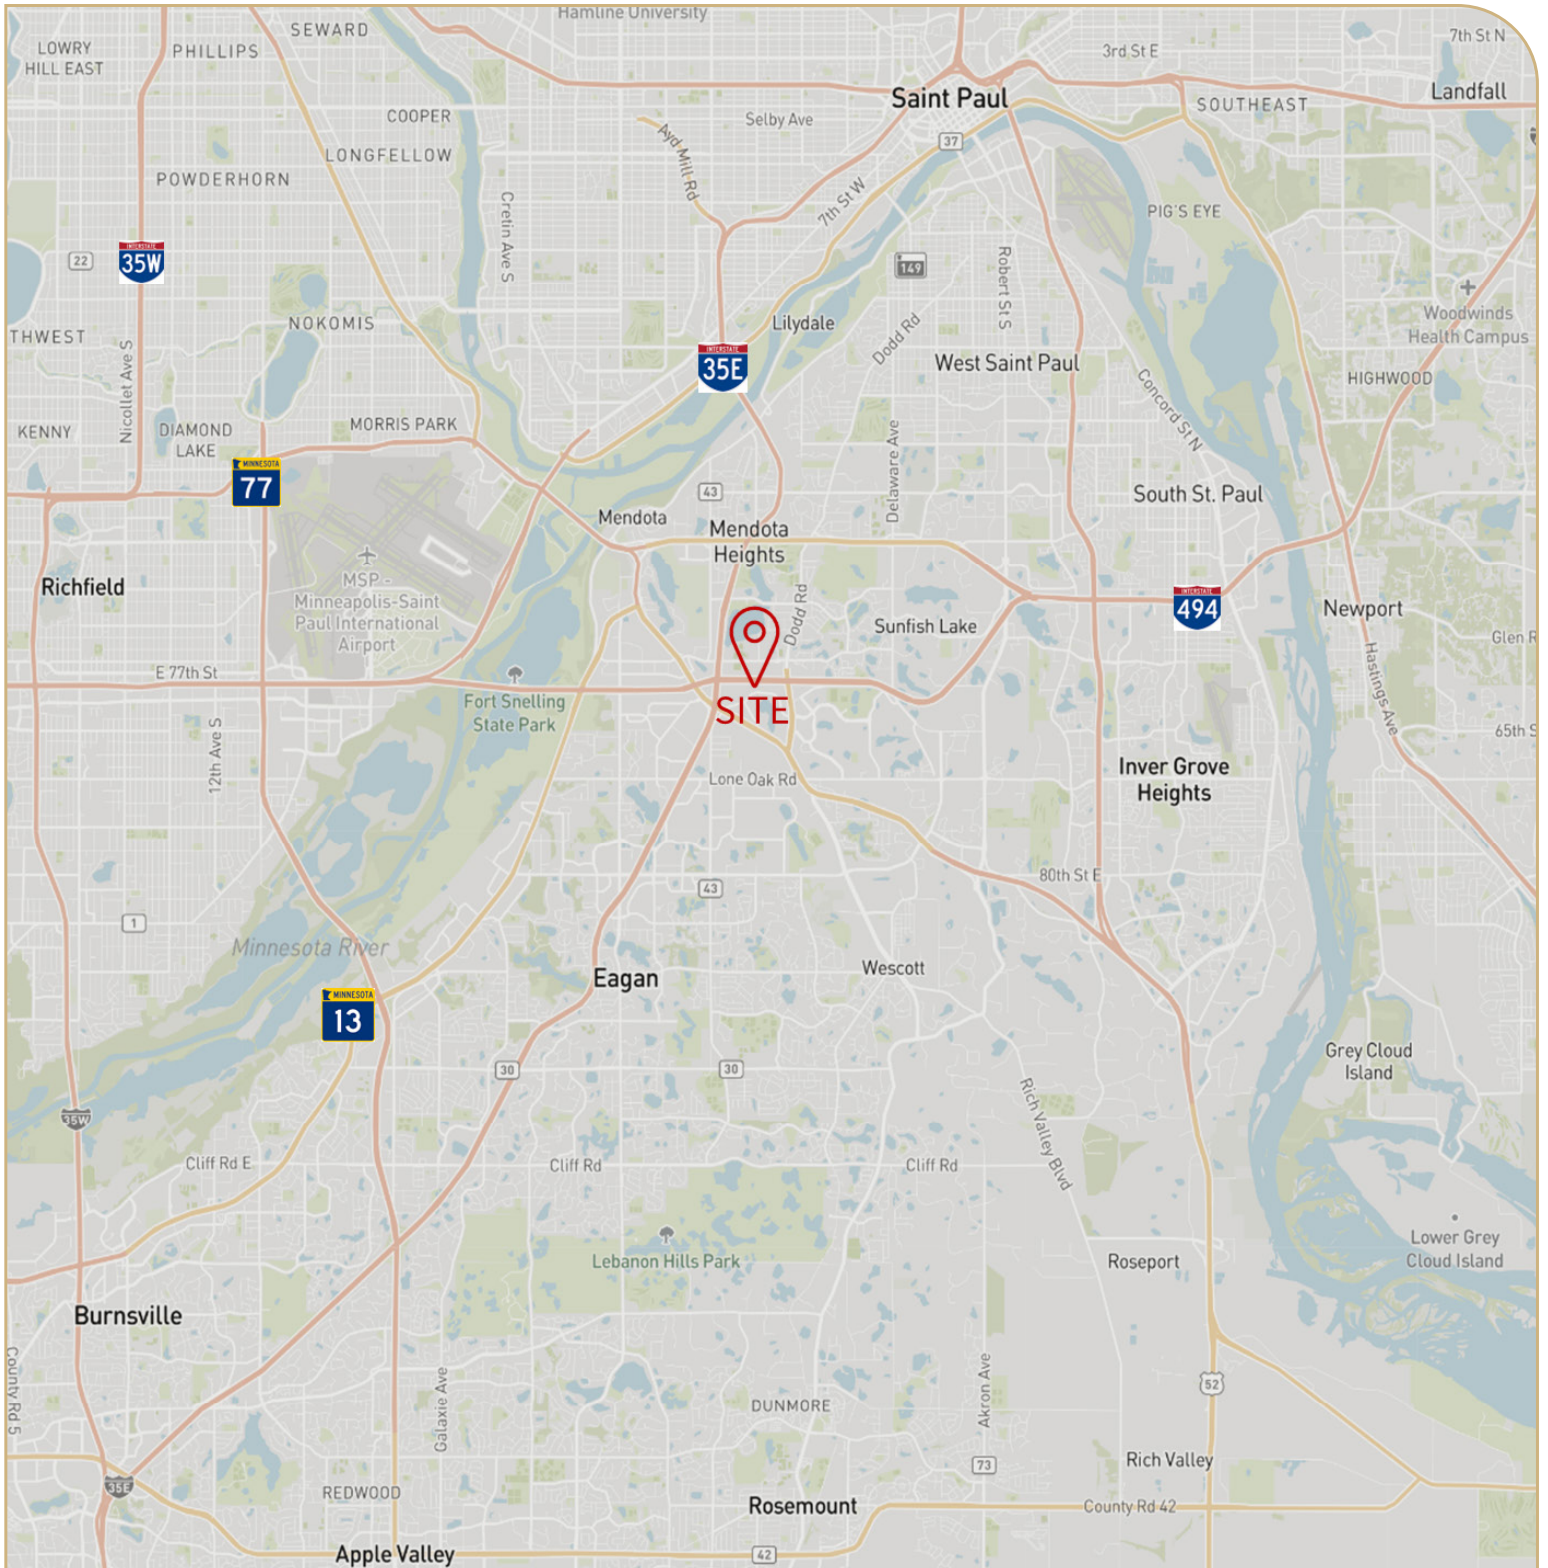 Hamline University
SEWARD
LOWRY
HILL EAST
PHILLIPS
3rd St E
7th St N
Saint Paul
Landfall
SOUTHEAST
COOPER
Selby Ave
37
LONGFELLOW
Ayd Mill Rd
POWDERHORN
Cretin Ave S
7th St W
PIG'S EYE
INTERSTATE
35W
22
149
Robert St S
Woodwinds
Health Campus
THWEST
NOKOMIS
Lilydale
Dodd Rd
Nicollet Ave S
INTERSTATE
35E
West Saint Paul
HIGHWOOD
Concord St N
KENNY
DIAMOND
LAKE
MORRIS PARK
Delaware Ave
MINNESOTA
77
43
South St. Paul
Mendota
Mendota
Heights
Richfield
MSP -
Minneapolis-Saint
Paul International
Airport
Dodd Rd
INTERSTATE
494
Newport
Sunfish Lake
Glen R
Hastings Ave
E 77th St
Fort Snelling
State Park
SITE
65th S
12th Ave S
Lone Oak Rd
Inver Grove
Heights
80th St E
43
1
Minnesota River
Eagan
Wescott
MINNESOTA
13
30
30
Grey Cloud
Island
35W
Rich Valley Blvd
Cliff Rd E
Cliff Rd
Cliff Rd
Lebanon Hills Park
Roseport
Lower Grey
Cloud Island
Burnsville
County Rd 5
Galaxie Ave
Akron Ave
52
DUNMORE
Rich Valley
73
35E
REDWOOD
Rosemount
County Rd 42
Apple Valley
42